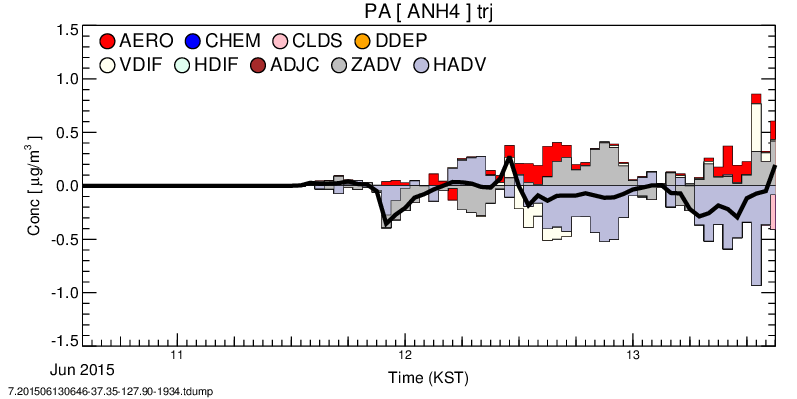 PA [ ANH4 ] trj
1.5
AERO CHEM CLDS DDEP
VDIF HDIF ADJC ZADV HADV
1.0
0.5
0.0
-0.5
-1.0
-1.5
Conc [ µg/m³ ]
11 12 13
Jun 2015
Time (KST)
7.201506130646-37.35-127.90-1934.tdump